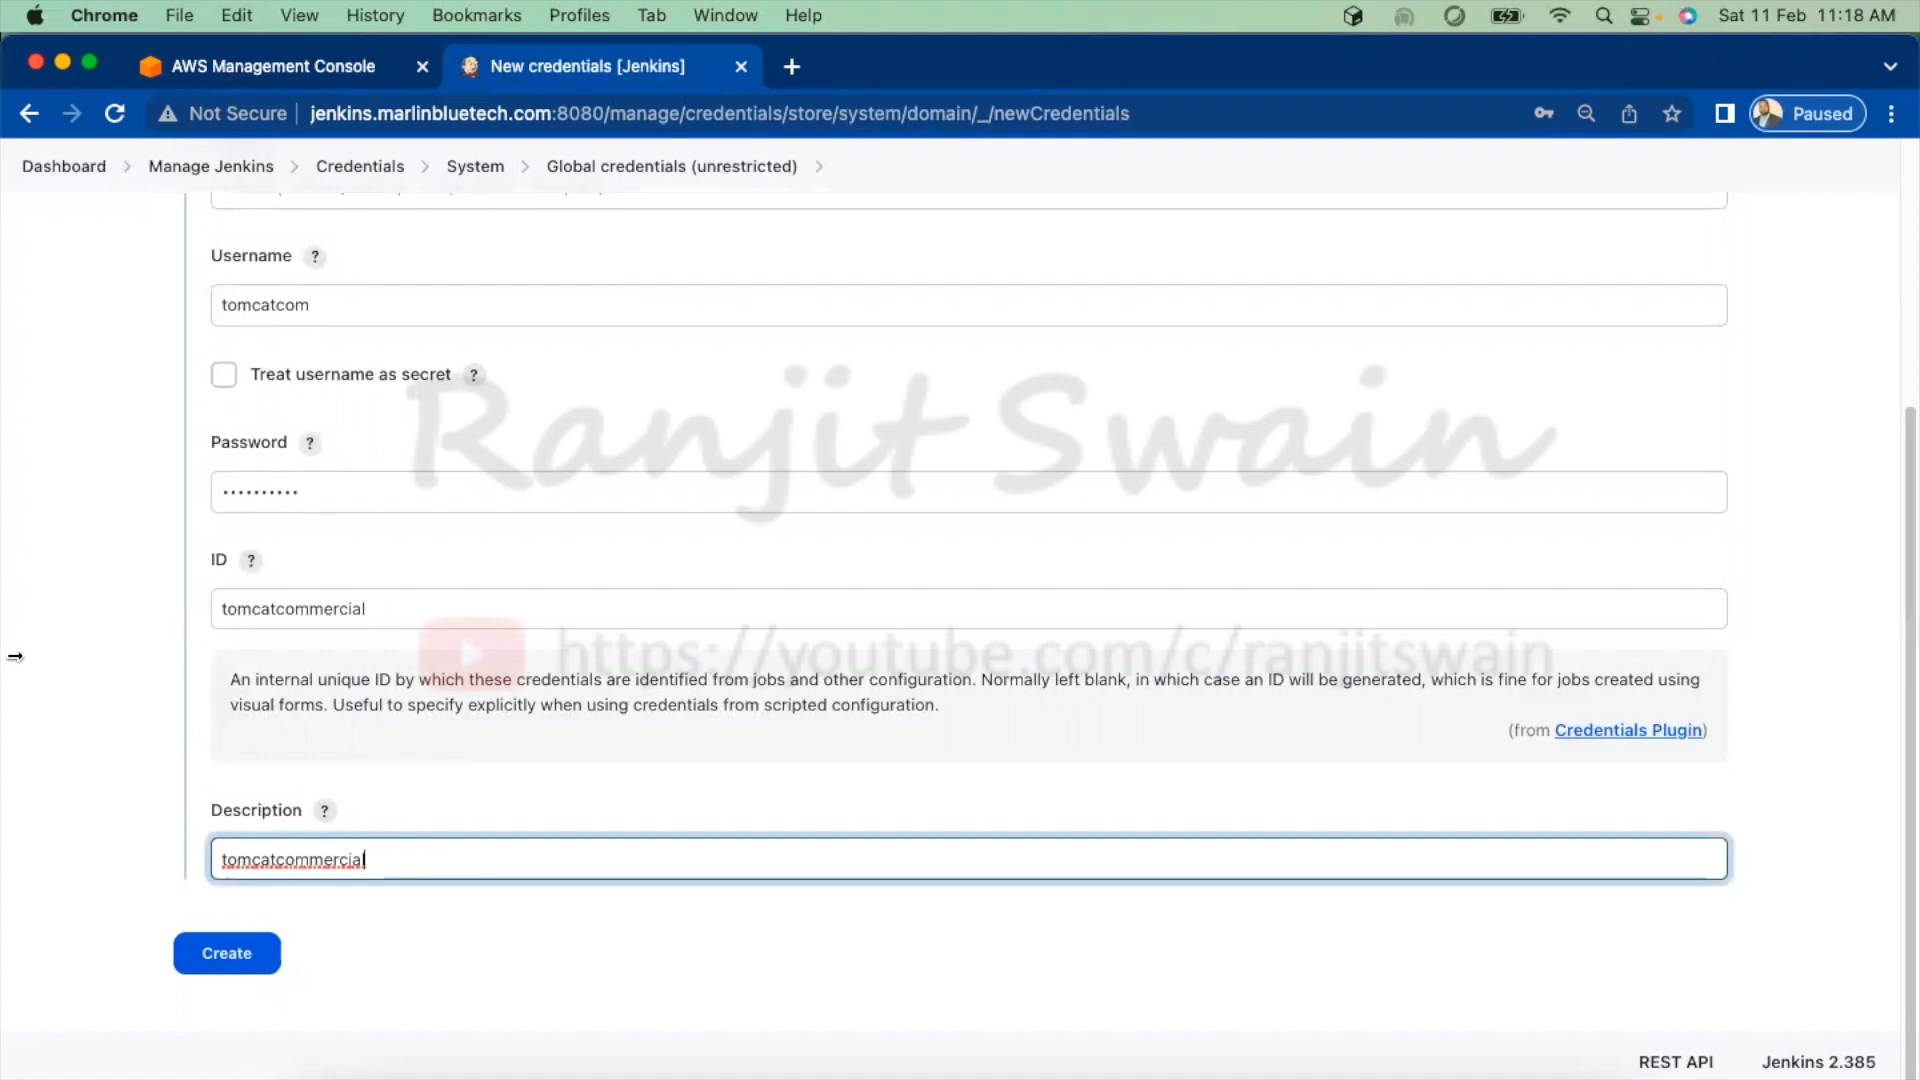 Chrome File Edit View History Bookmarks Profiles Tab Window Help Sat 11 Feb 11:18 AM
AWS Management Console New credentials [Jenkins]
Not Secure jenkins.marlinbluetech.com:8080/manage/credentials/store/system/domain/_/newCredentials Paused
Dashboard Manage Jenkins Credentials System Global credentials (unrestricted)
Username ?
tomcatcom
Treat username as secret ?
Ranjit Swain
Password ?
••••••••••
ID ?
tomcatcommercial
https://youtube.com/c/ranjitswain
An internal unique ID by which these credentials are identified from jobs and other configuration. Normally left blank, in which case an ID will be generated, which is fine for jobs created using
visual forms. Useful to specify explicitly when using credentials from scripted configuration.
(from Credentials Plugin)
Description ?
tomcatcommercial
Create
REST API Jenkins 2.385